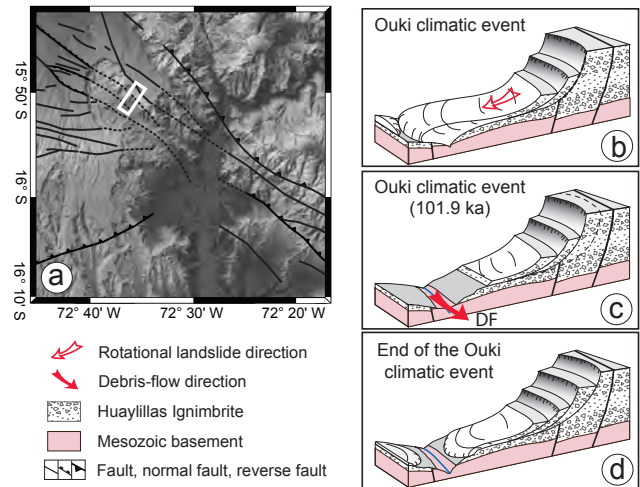 15° 50' S
16° S
16° 10' S
a
72° 40' W
72° 30' W
72° 20' W
Rotational landslide direction
Debris-flow direction
Huaylillas Ignimbrite
Mesozoic basement
Fault, normal fault, reverse fault
Ouki climatic event
b
Ouki climatic event
(101.9 ka)
DF
c
End of the Ouki
climatic event
d